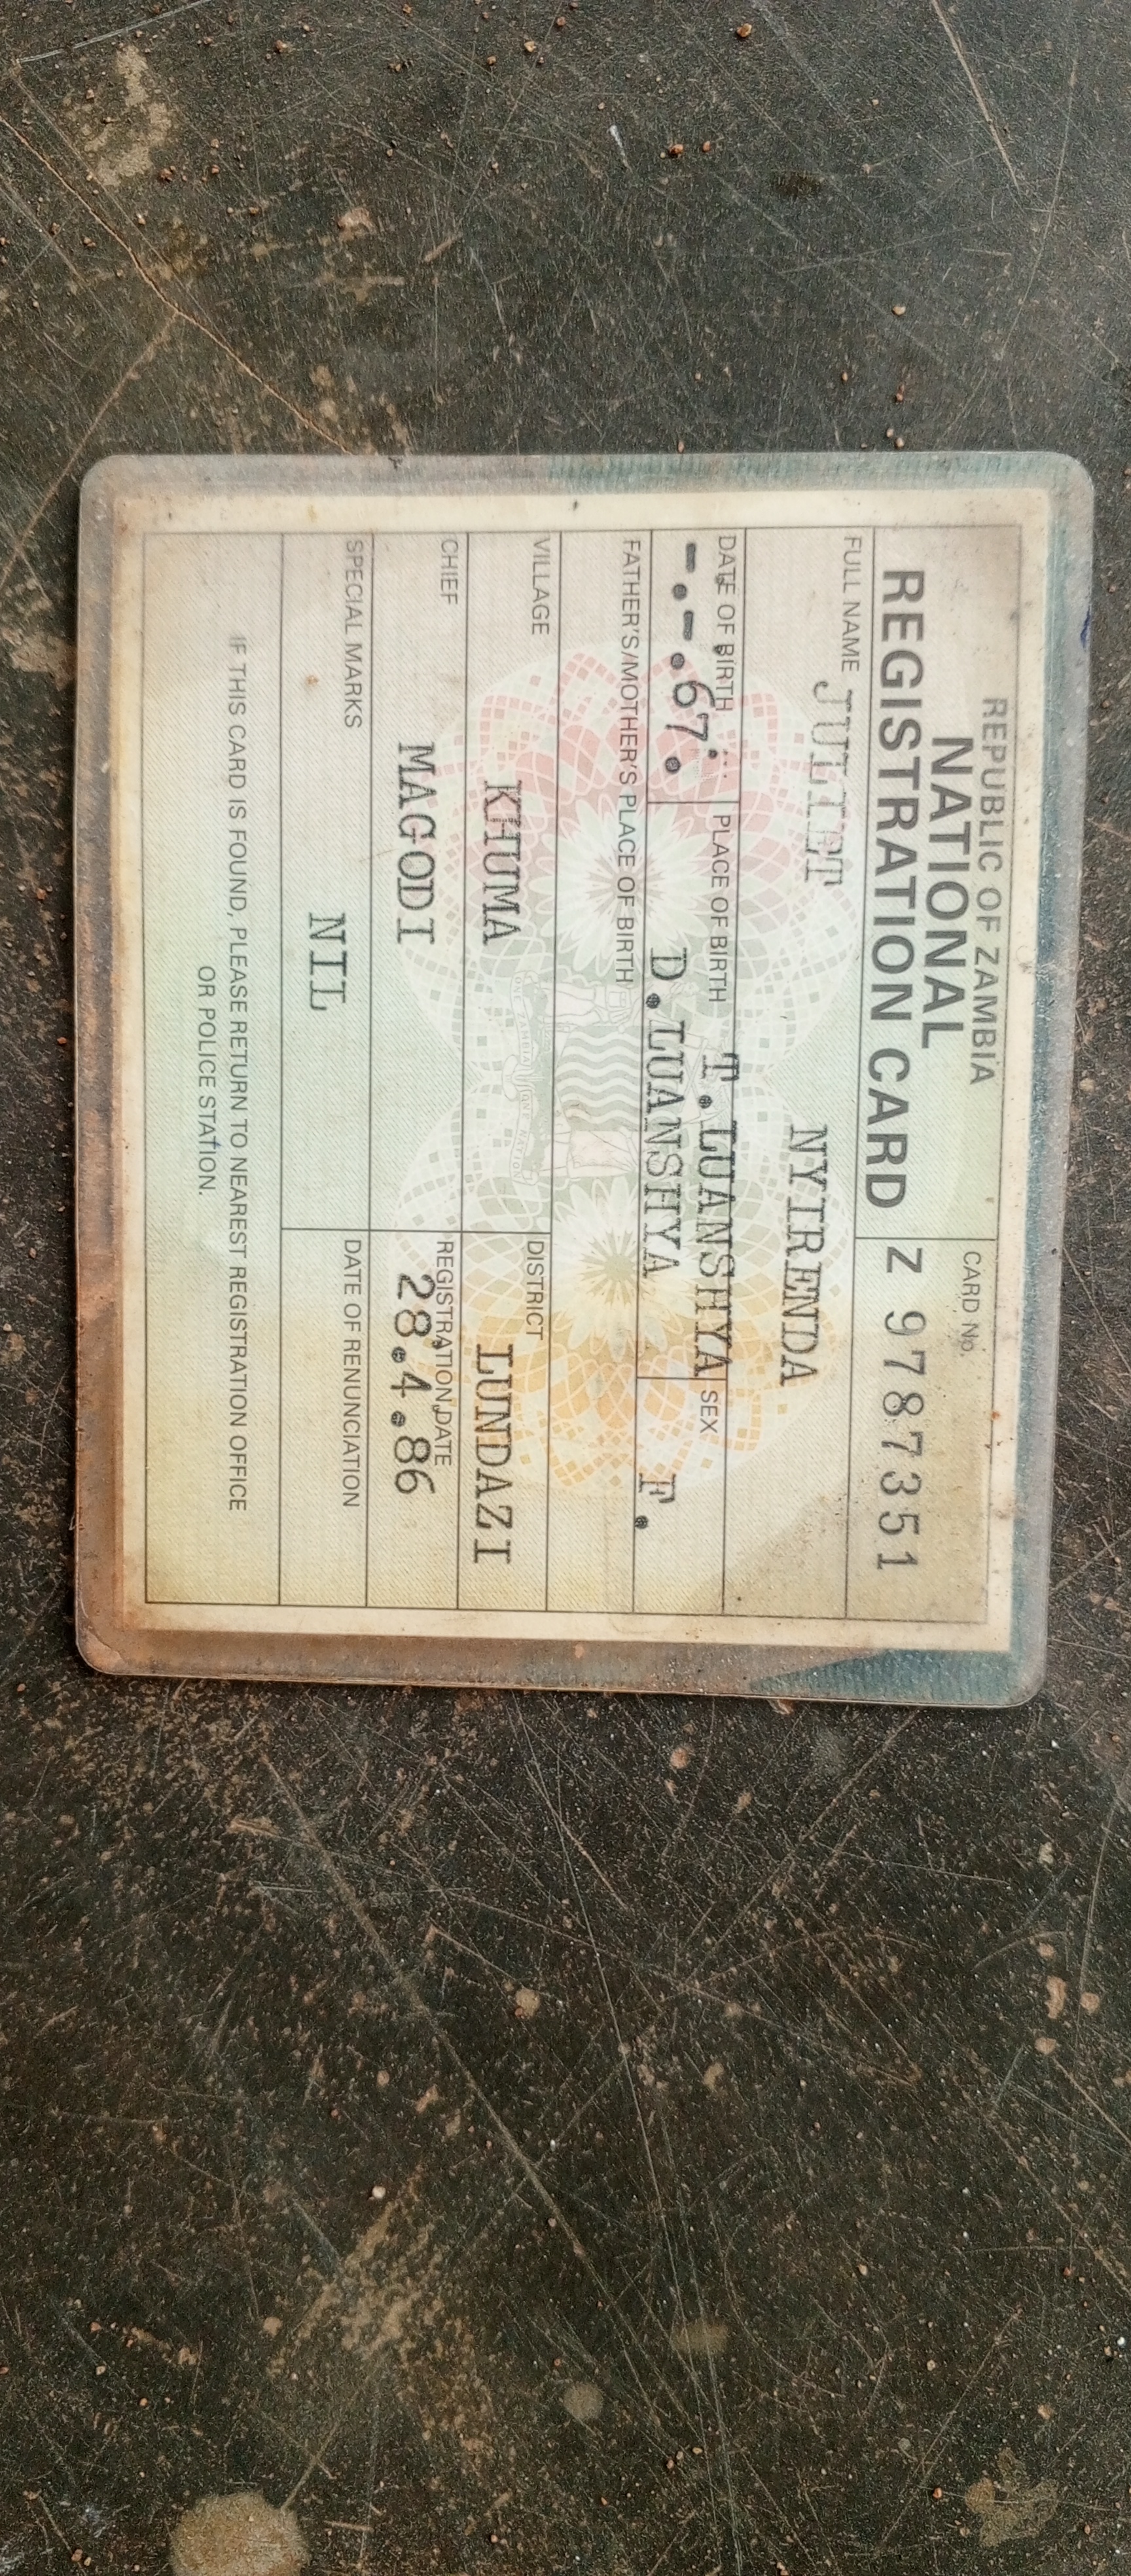 REPUBLIC OF ZAMBIA
NATIONAL
REGISTRATION CARD
CARD No.
Z 9787351
FULL NAME JULIET
NYIRENDA
DATE OF BIRTH
-.-.67.
PLACE OF BIRTH
T.LUANSHYA
D.LUANSHYA
SEX
F.
FATHER'S/MOTHER'S PLACE OF BIRTH
VILLAGE
KHUMA
DISTRICT
LUNDAZI
CHIEF
MAGODI
REGISTRATION DATE
28.4.86
SPECIAL MARKS
NIL
DATE OF RENUNCIATION
IF THIS CARD IS FOUND, PLEASE RETURN TO NEAREST REGISTRATION OFFICE
OR POLICE STATION.